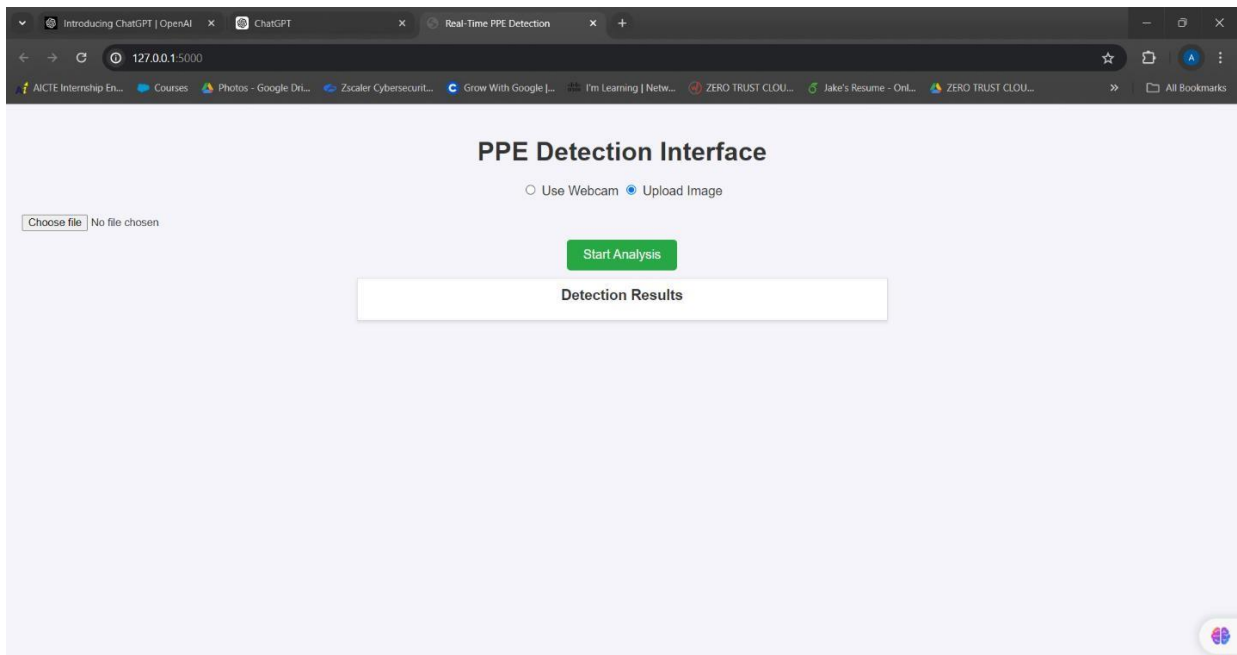 Introducing ChatGPT | OpenAI
ChatGPT
Real-Time PPE Detection
127.0.0.1:5000
AICTE Internship En...
Courses
Photos - Google Dri...
Zscaler Cybersecurit...
Grow With Google |...
I'm Learning | Netw...
ZERO TRUST CLOU...
Jake's Resume - Onl...
ZERO TRUST CLOU...
All Bookmarks
A
PPE Detection Interface
Use Webcam Upload Image
Choose file No file chosen
Start Analysis
Detection Results